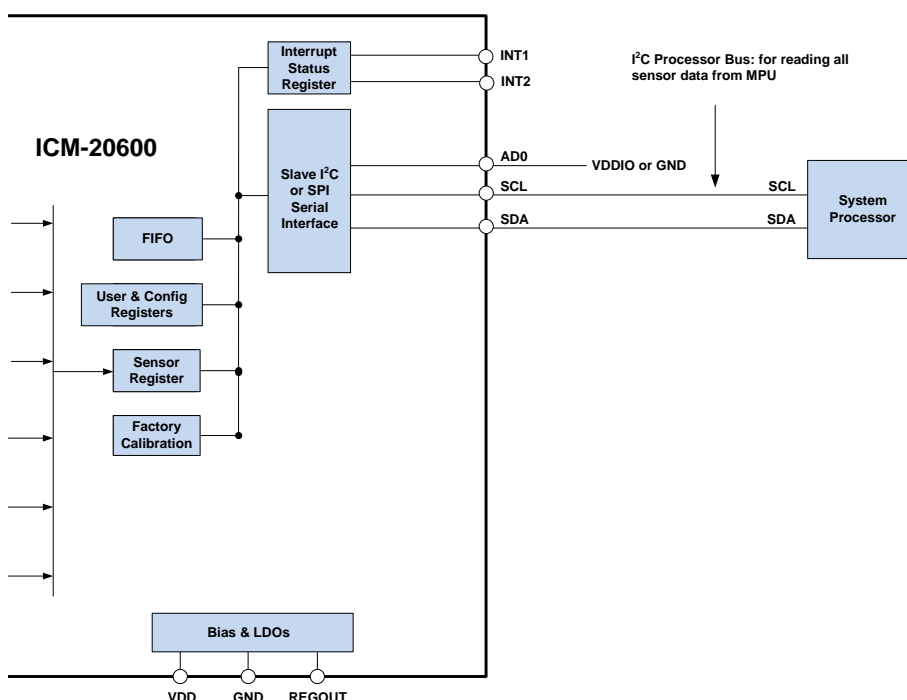 Interrupt
Status
Register
INT1
INT2
I²C Processor Bus: for reading all
sensor data from MPU
ICM-20600
Slave I²C
or SPI
Serial
Interface
AD0
VDDIO or GND
SCL
SCL
SDA
SDA
System
Processor
FIFO
User & Config
Registers
Sensor
Register
Factory
Calibration
Bias & LDOs
VDD
GND
REGOUT